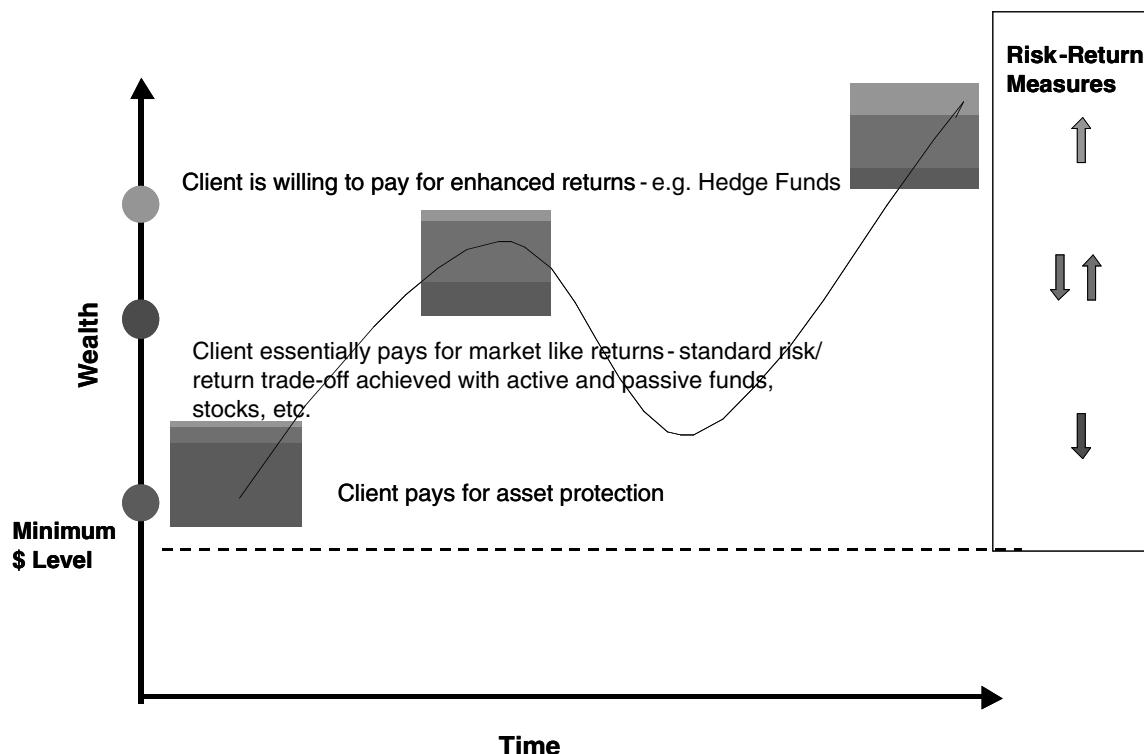 Risk-Return
Measures
Client is willing to pay for enhanced returns - e.g. Hedge Funds
Wealth
Client essentially pays for market like returns - standard risk/
return trade-off achieved with active and passive funds,
stocks, etc.
Client pays for asset protection
Minimum
$ Level
Time